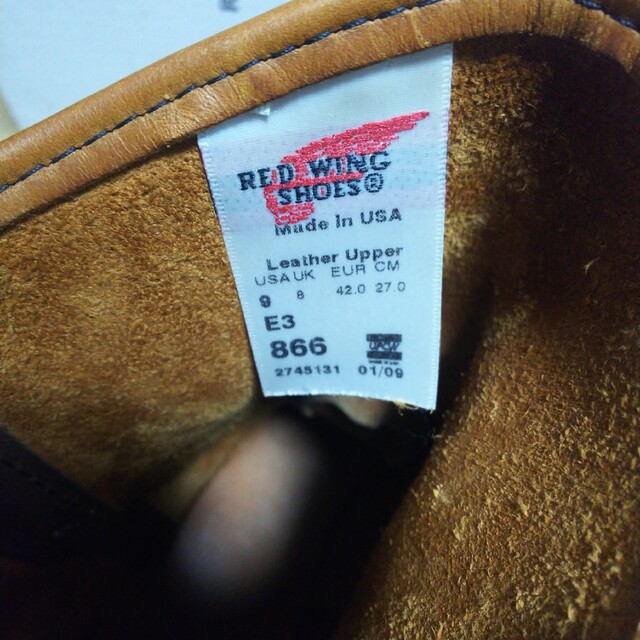 RED WING
SHOES®
Made In USA
Leather Upper
USA UK EUR CM
9 8 42.0 27.0
E3
866
2745131 01/09